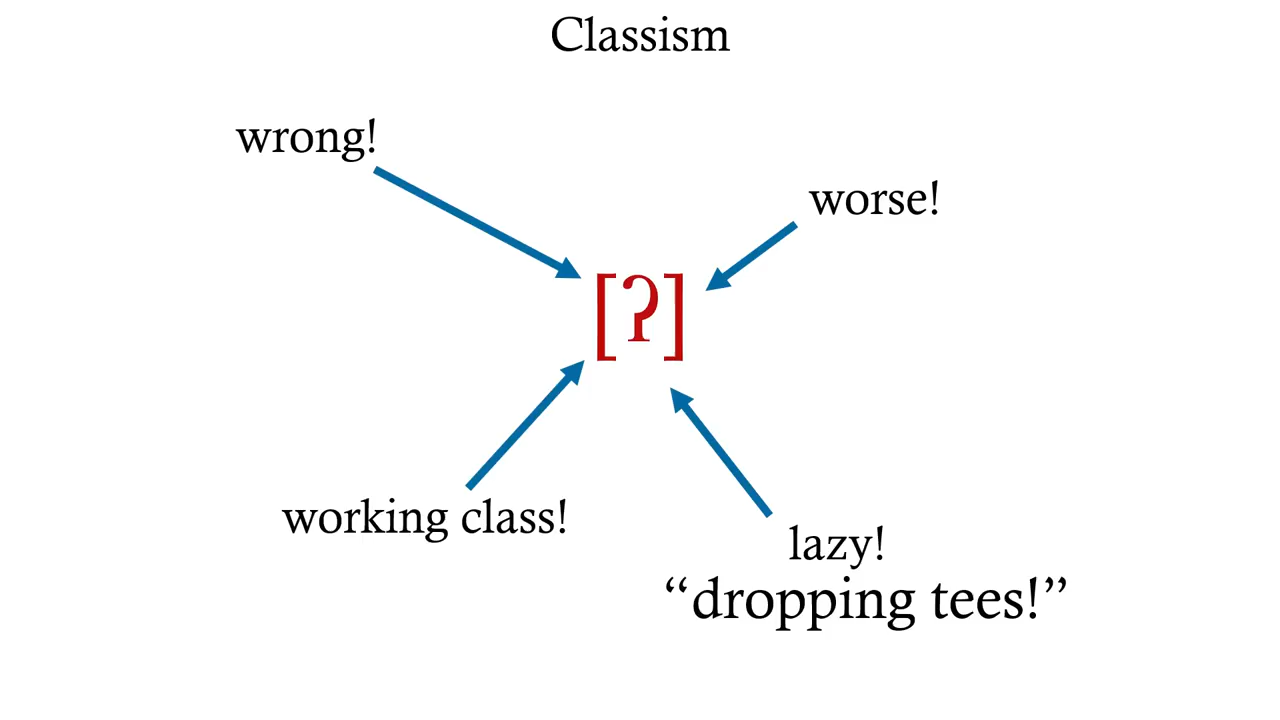 Classism
wrong!
worse!
[ʔ]
working class!
lazy!
“dropping tees!”